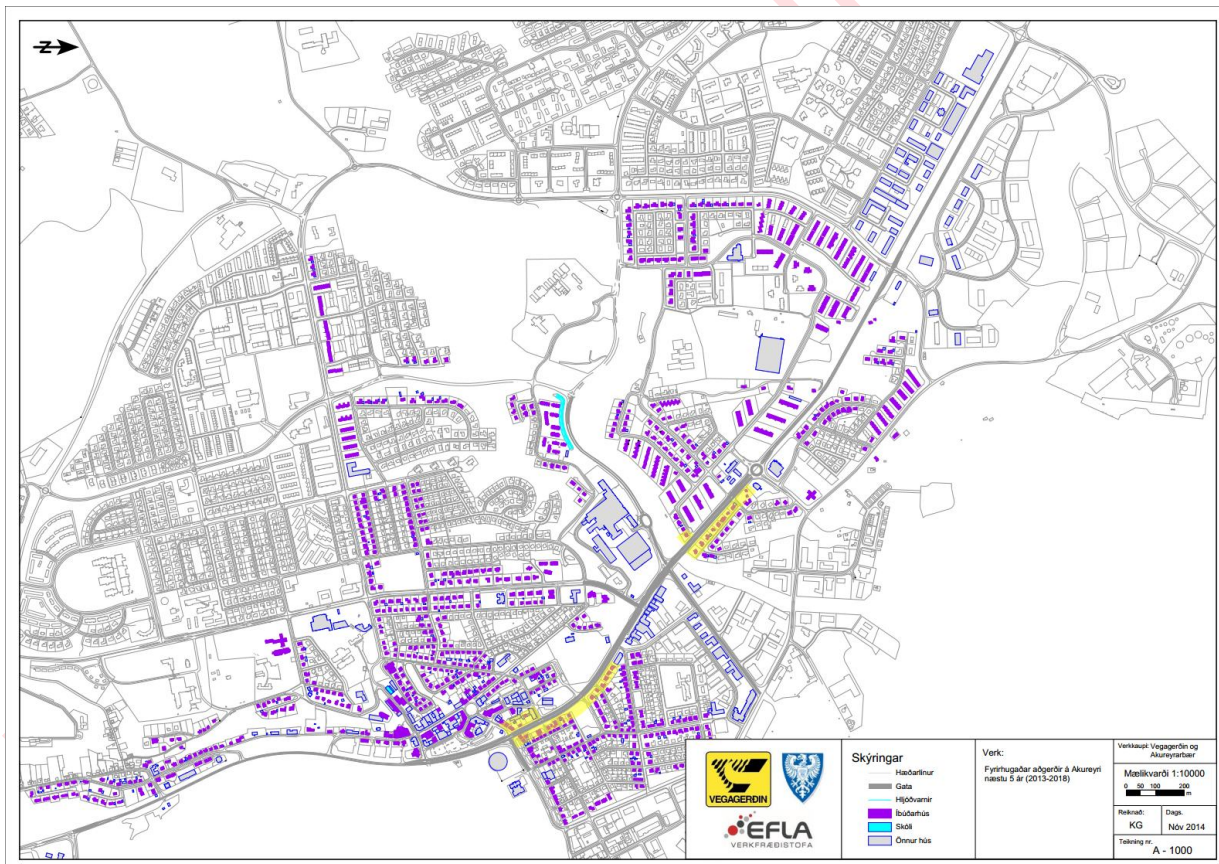 Z
VEGAGERÐIN
EFLA
VERKFRÆÐISTOFA
Skýringar
Hæðarlínur
Gata
Hljóðvarnir
Íbúðarhús
Skóli
Önnur hús
Verk:
Fyrirhugaðar aðgerðir á Akureyri
næstu 5 ár (2013-2018)
Verkkaupi: Vegagerðin og
Akureyrarbær
Mælikvarði 1:10000
0 50 100 200
m
Reiknað:
KG
Dags.
Nóv 2014
Teikning nr.
A - 1000